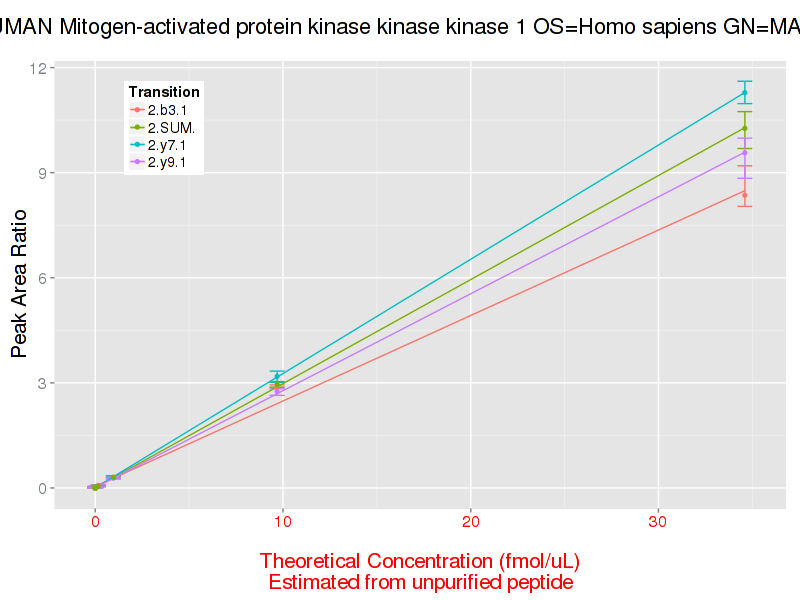 UMAN Mitogen-activated protein kinase kinase kinase 1 OS=Homo sapiens GN=MA
12
9
6
3
0
Peak Area Ratio
Transition
2.b3.1
2.SUM.
2.y7.1
2.y9.1
0 10 20 30
Theoretical Concentration (fmol/uL)
Estimated from unpurified peptide